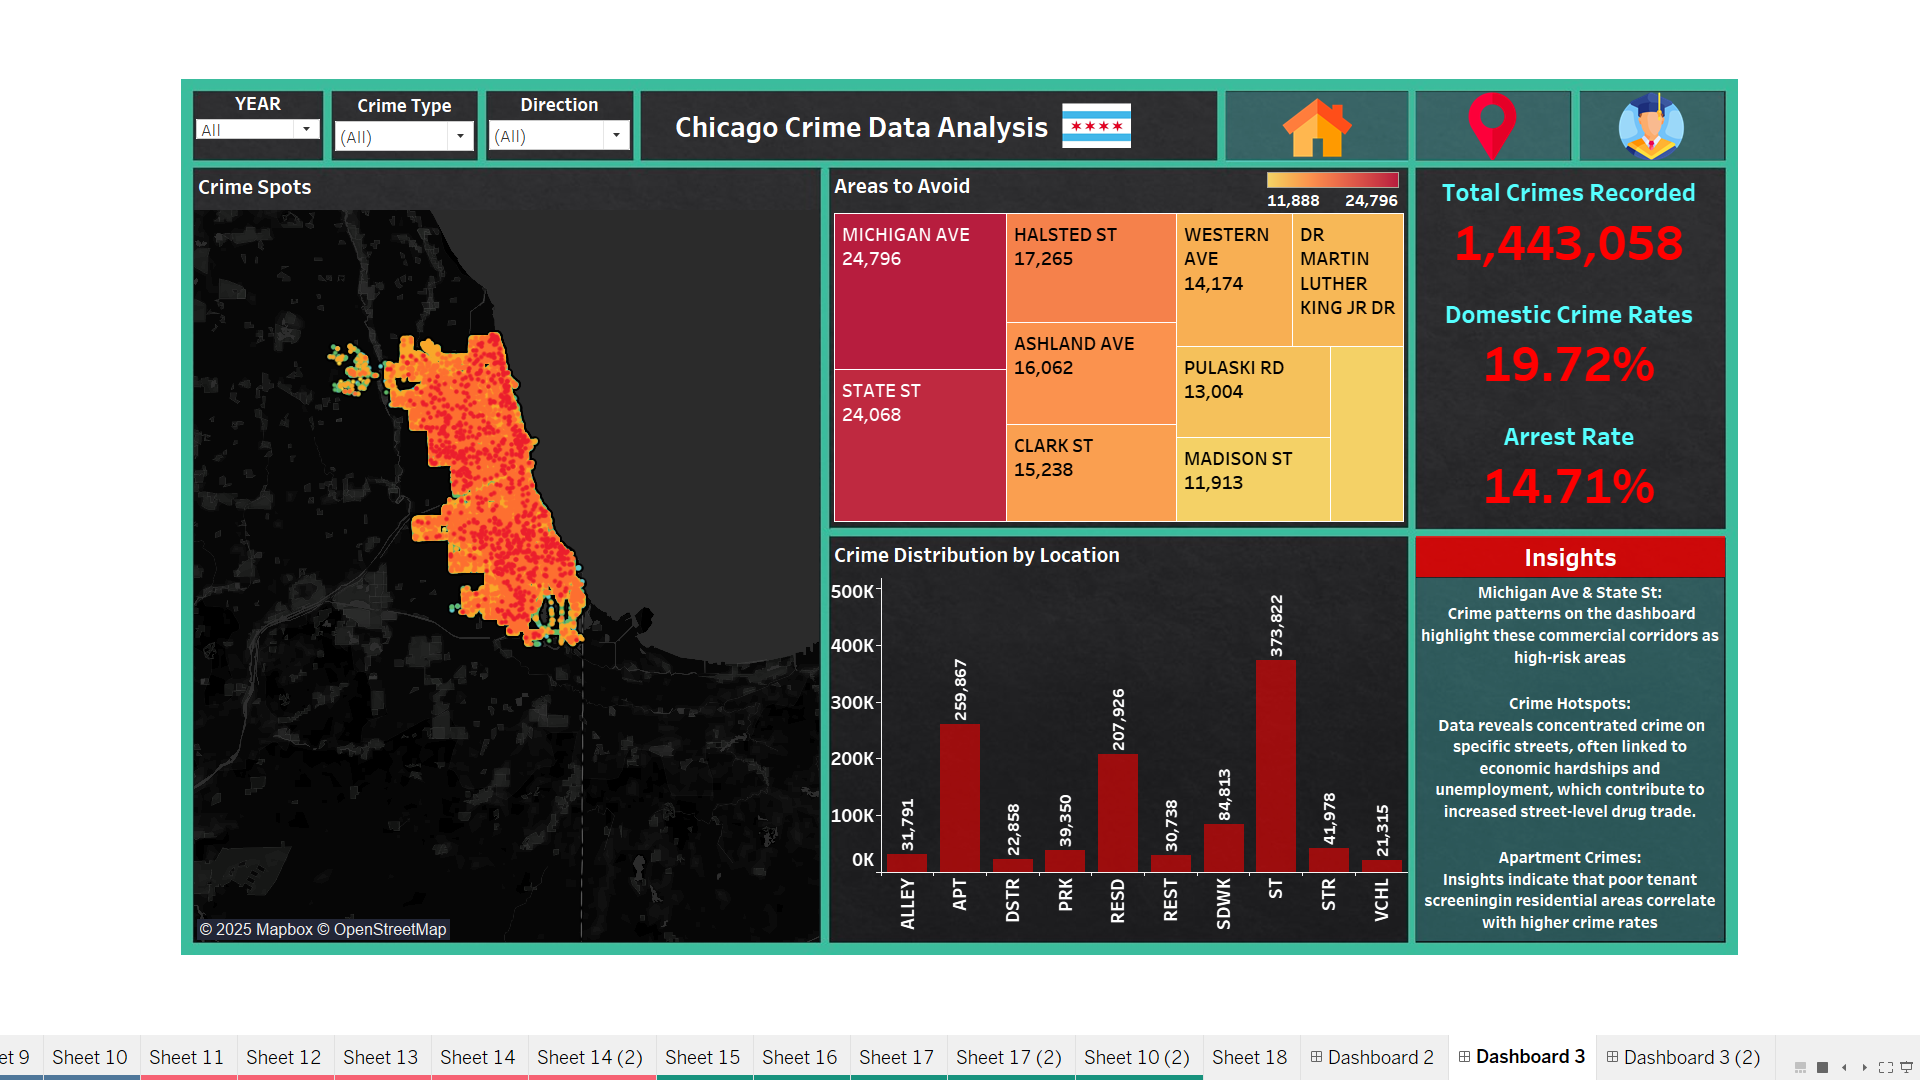 YEAR
All
Crime Type
(All)
Direction
(All)
Chicago Crime Data Analysis
Crime Spots
© 2025 Mapbox © OpenStreetMap
Areas to Avoid
11,888 24,796
MICHIGAN AVE
24,796
STATE ST
24,068
HALSTED ST
17,265
ASHLAND AVE
16,062
CLARK ST
15,238
WESTERN
AVE
14,174
DR
MARTIN
LUTHER
KING JR DR
PULASKI RD
13,004
MADISON ST
11,913
Total Crimes Recorded
1,443,058
Domestic Crime Rates
19.72%
Arrest Rate
14.71%
Crime Distribution by Location
500K
400K
300K
200K
100K
0K
31,791
259,867
22,858
39,350
207,926
30,738
84,813
373,822
41,978
21,315
ALLEY
APT
DSTR
PRK
RESD
REST
SDWK
ST
STR
VCHL
Insights
Michigan Ave & State St:
Crime patterns on the dashboard
highlight these commercial corridors as
high-risk areas
Crime Hotspots:
Data reveals concentrated crime on
specific streets, often linked to
economic hardships and
unemployment, which contribute to
increased street-level drug trade.
Apartment Crimes:
Insights indicate that poor tenant
screeningin residential areas correlate
with higher crime rates
et 9 Sheet 10 Sheet 11 Sheet 12 Sheet 13 Sheet 14 Sheet 14 (2) Sheet 15 Sheet 16 Sheet 17 Sheet 17 (2) Sheet 10 (2) Sheet 18 Dashboard 2 Dashboard 3 Dashboard 3 (2)